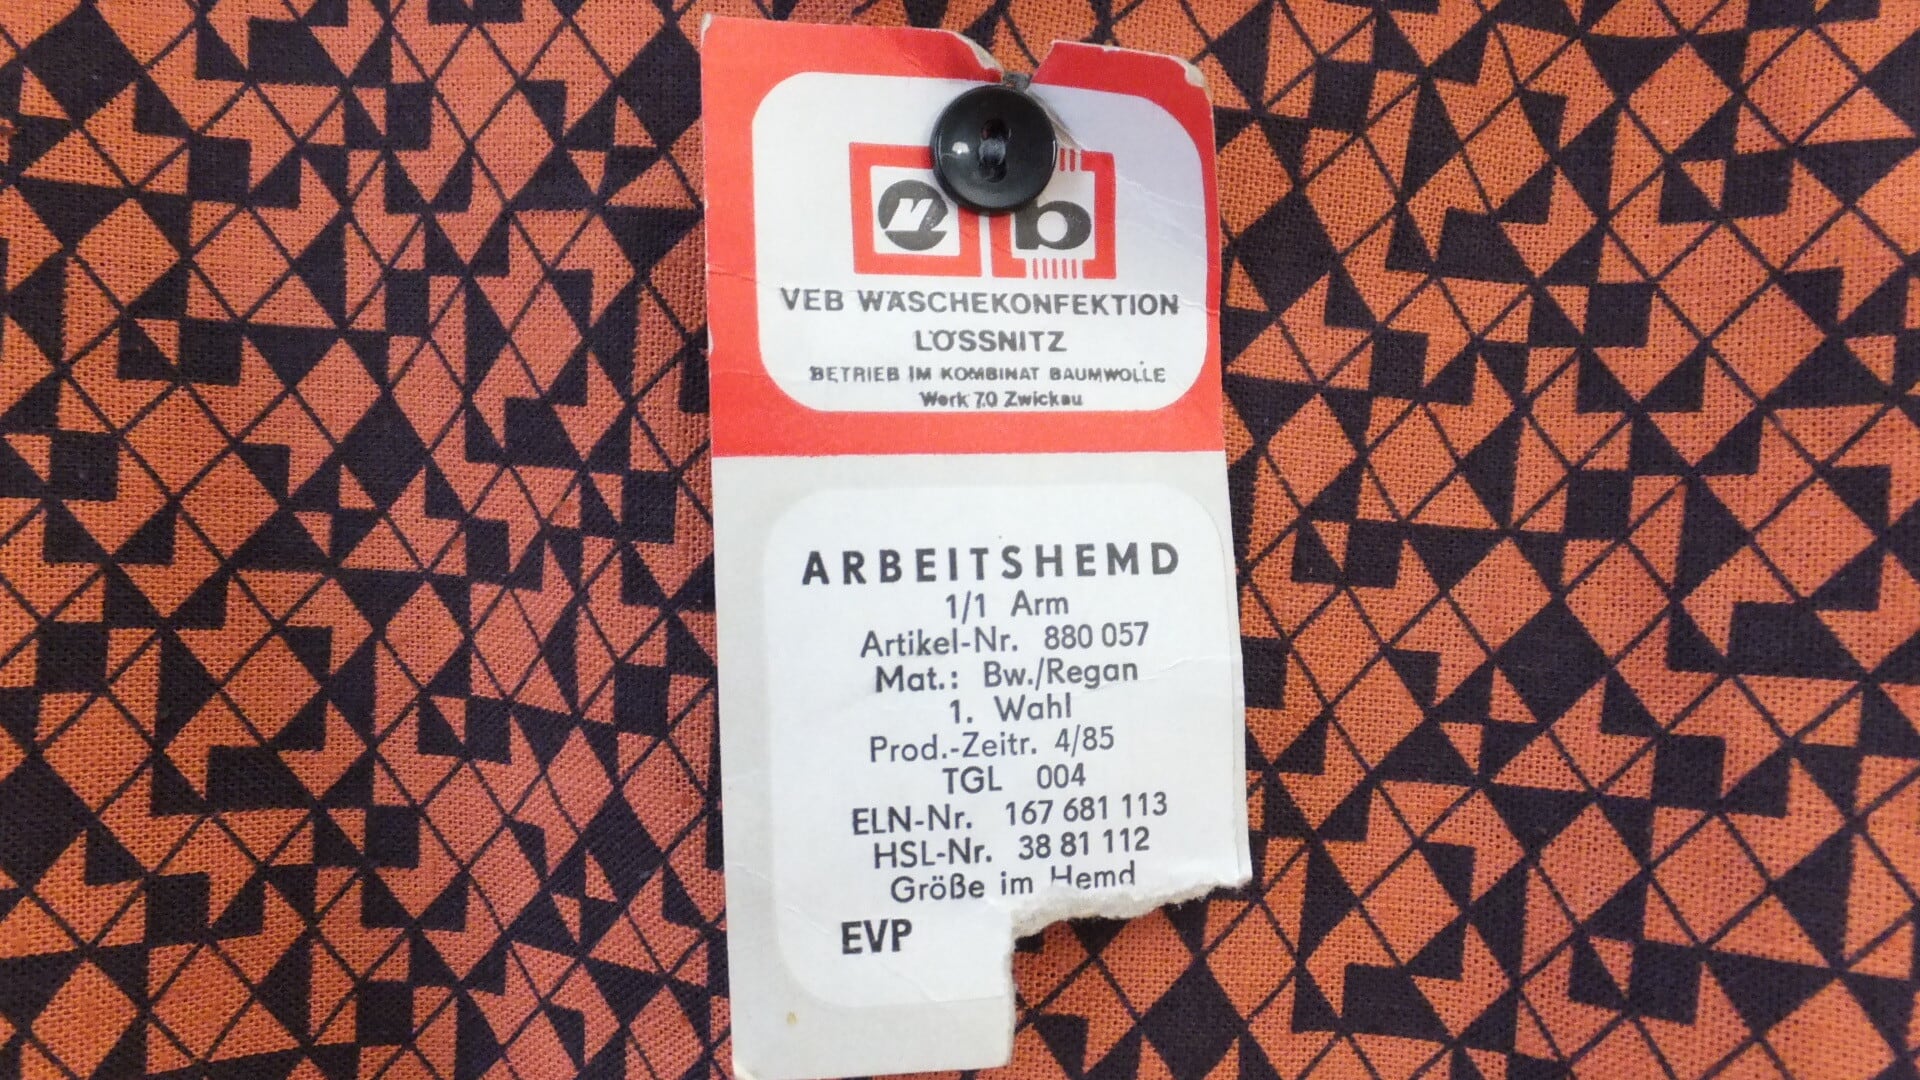 b
VEB WÄSCHEKONFEKTION
LÖSSNITZ
BETRIEB IM KOMBINAT BAUMWOLLE
Werk 7.0 Zwickau
ARBEITSHEMD
1/1 Arm
Artikel-Nr. 880 057
Mat.: Bw./Regan
1. Wahl
Prod.-Zeitr. 4/85
TGL 004
ELN-Nr. 167 681 113
HSL-Nr. 38 81 112
Größe im Hemd
EVP